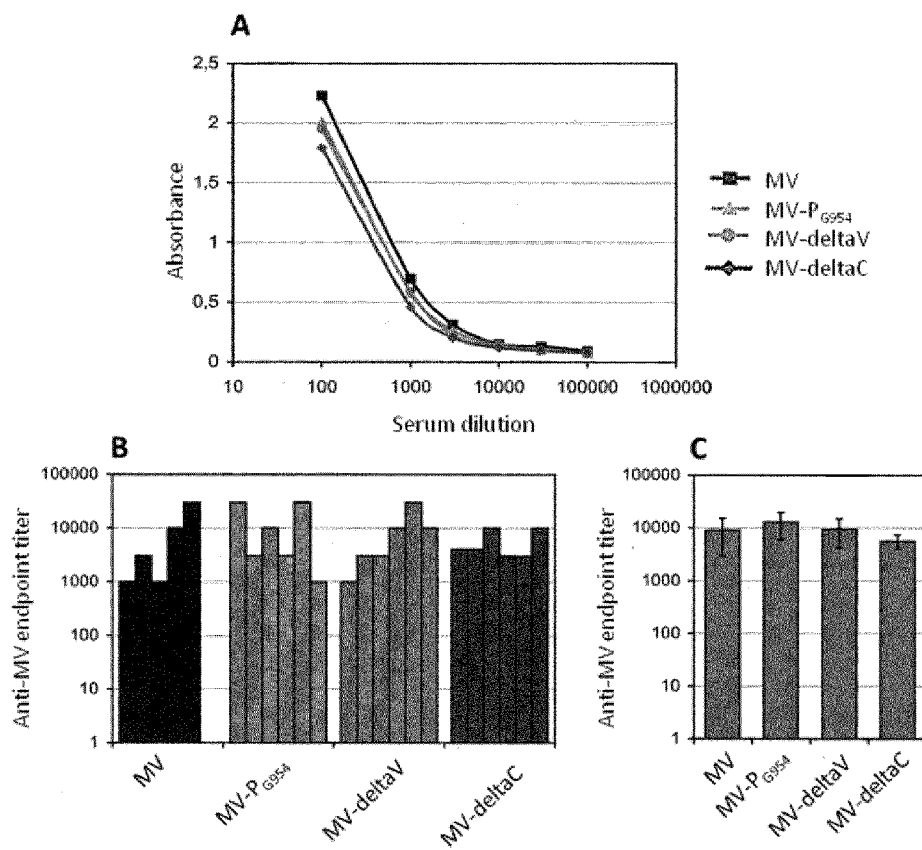 A
2,5
2
1,5
1
0,5
0
Absorbance
10 100 1000 10000 100000 1000000
Serum dilution
MV
MV-PG954
MV-deltaV
MV-deltaC
B
100000
10000
1000
100
10
1
Anti-MV endpoint titer
MV
MV-PG954
MV-deltaV
MV-deltaC
C
100000
10000
1000
100
10
1
Anti-MV endpoint titer
MV
MV-PG954
MV-deltaV
MV-deltaC